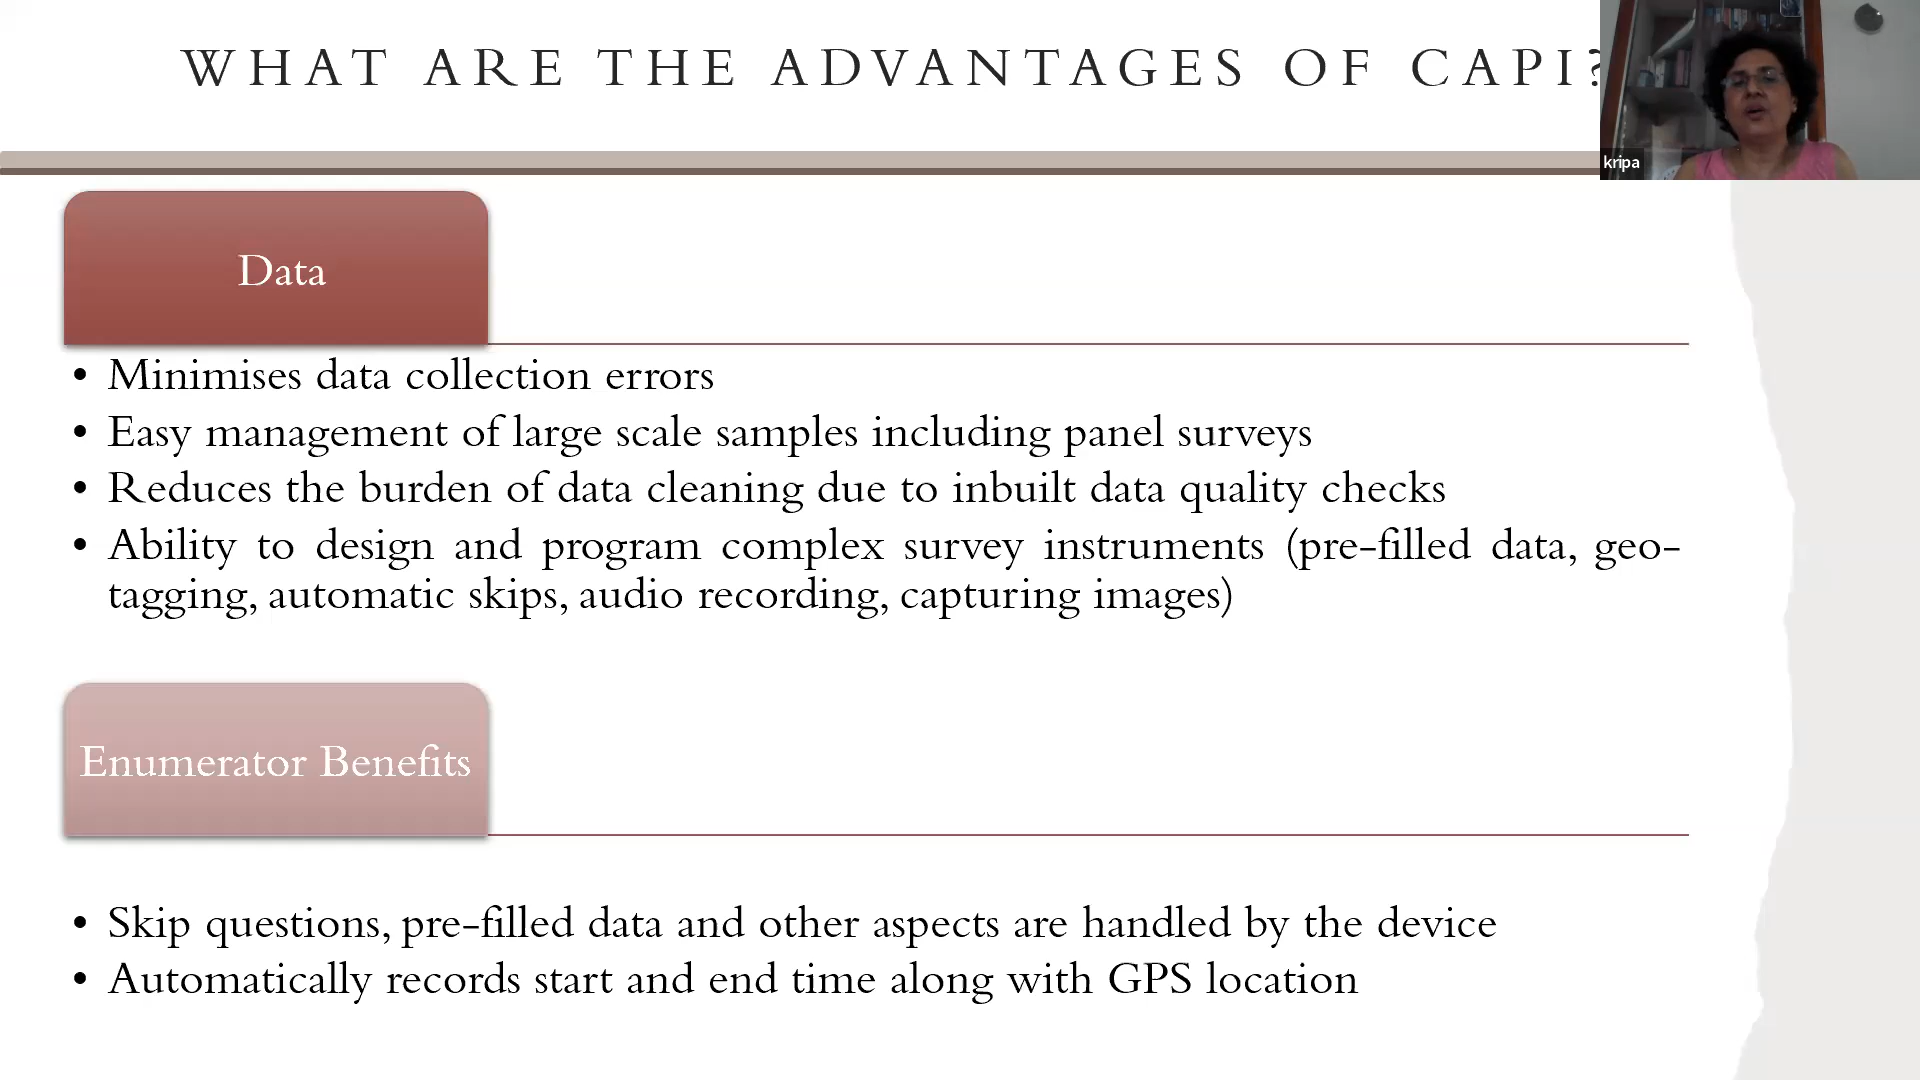 WHAT ARE THE ADVANTAGES OF CAPI?
kripa
Data
• Minimises data collection errors
• Easy management of large scale samples including panel surveys
• Reduces the burden of data cleaning due to inbuilt data quality checks
• Ability to design and program complex survey instruments (pre-filled data, geo-
tagging, automatic skips, audio recording, capturing images)
Enumerator Benefits
• Skip questions, pre-filled data and other aspects are handled by the device
• Automatically records start and end time along with GPS location